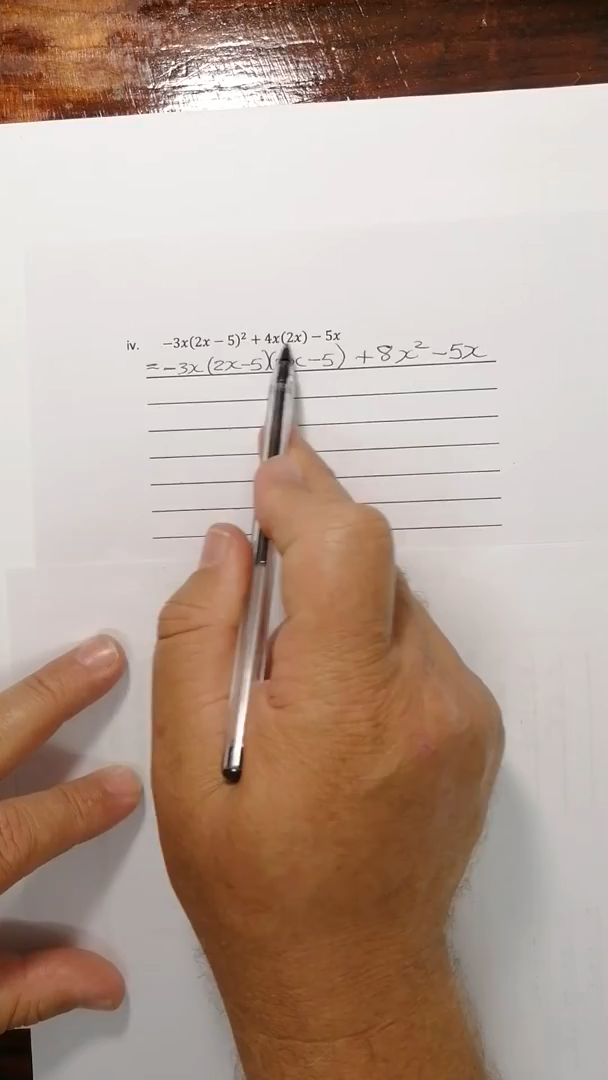 iv. −3x(2x − 5)² + 4x(2x) − 5x
= −3x (2x−5)(x−5) + 8x² − 5x